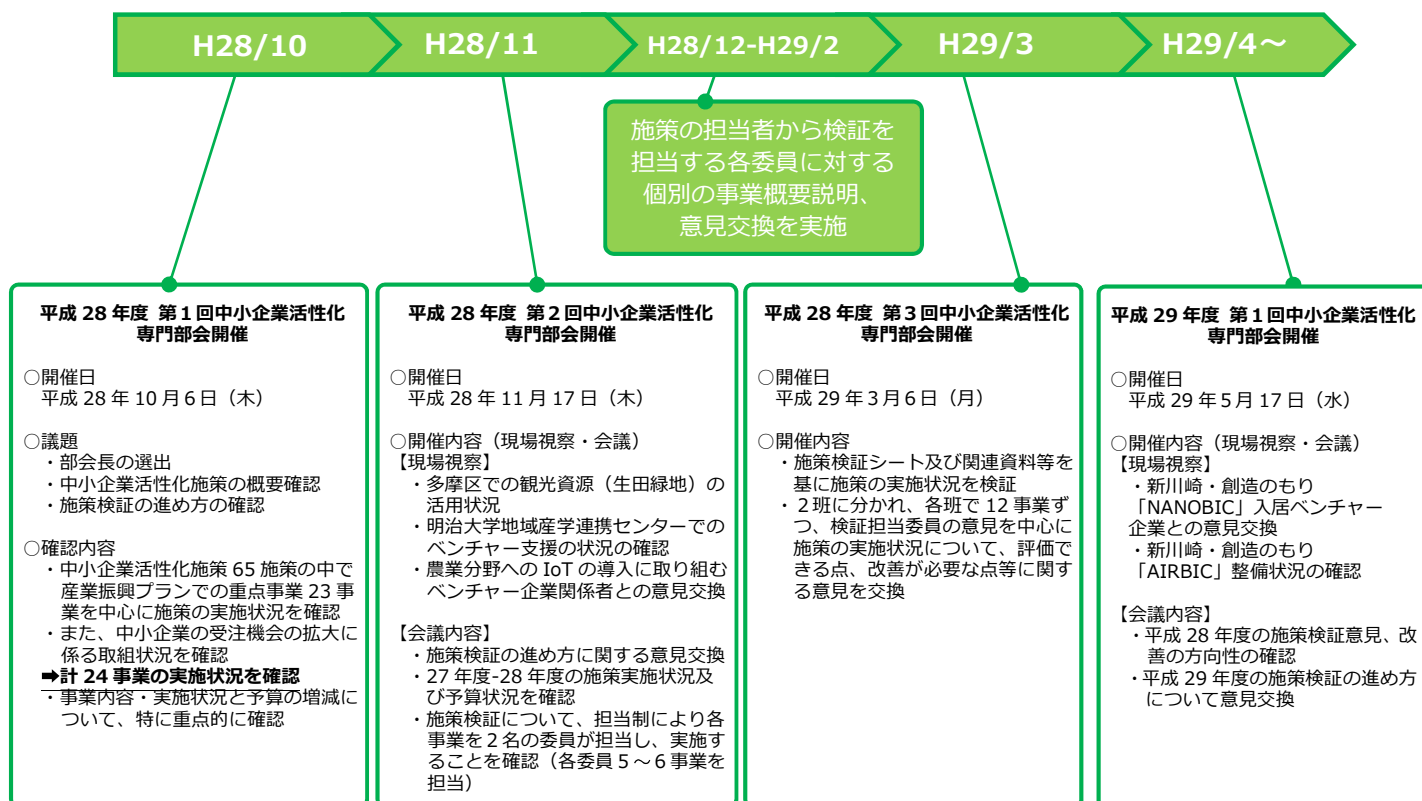 H28/10
H28/11
H28/12-H29/2
H29/3
H29/4～
施策の担当者から検証を
担当する各委員に対する
個別の事業概要説明、
意見交換を実施
平成 28 年度 第１回中小企業活性化
専門部会開催
○開催日
平成 28 年 10 月６日（木）
○議題
・部会長の選出
・中小企業活性化施策の概要確認
・施策検証の進め方の確認
○確認内容
・中小企業活性化施策 65 施策の中で
産業振興プランでの重点事業 23 事
業を中心に施策の実施状況を確認
・また、中小企業の受注機会の拡大に
係る取組状況を確認
➡計 24 事業の実施状況を確認
・事業内容・実施状況と予算の増減に
ついて、特に重点的に確認
平成 28 年度 第２回中小企業活性化
専門部会開催
○開催日
平成 28 年 11 月 17 日（木）
○開催内容（現場視察・会議）
【現場視察】
・多摩区での観光資源（生田緑地）の
活用状況
・明治大学地域産学連携センターでの
ベンチャー支援の状況の確認
・農業分野への IoT の導入に取り組む
ベンチャー企業関係者との意見交換
【会議内容】
・施策検証の進め方に関する意見交換
・27 年度-28 年度の施策実施状況及
び予算状況を確認
・施策検証について、担当制により各
事業を２名の委員が担当し、実施す
ることを確認（各委員５～６事業を
担当）
平成 28 年度 第３回中小企業活性化
専門部会開催
○開催日
平成 29 年３月６日（月）
○開催内容
・施策検証シート及び関連資料等を
基に施策の実施状況を検証
・２班に分かれ、各班で 12 事業ず
つ、検証担当委員の意見を中心に
施策の実施状況について、評価で
きる点、改善が必要な点等に関す
る意見を交換
平成 29 年度 第１回中小企業活性化
専門部会開催
○開催日
平成 29 年５月 17 日（水）
○開催内容（現場視察・会議）
【現場視察】
・新川崎・創造のもり
「NANOBIC」入居ベンチャー
企業との意見交換
・新川崎・創造のもり
「AIRBIC」整備状況の確認
【会議内容】
・平成 28 年度の施策検証意見、改
善の方向性の確認
・平成 29 年度の施策検証の進め方
について意見交換